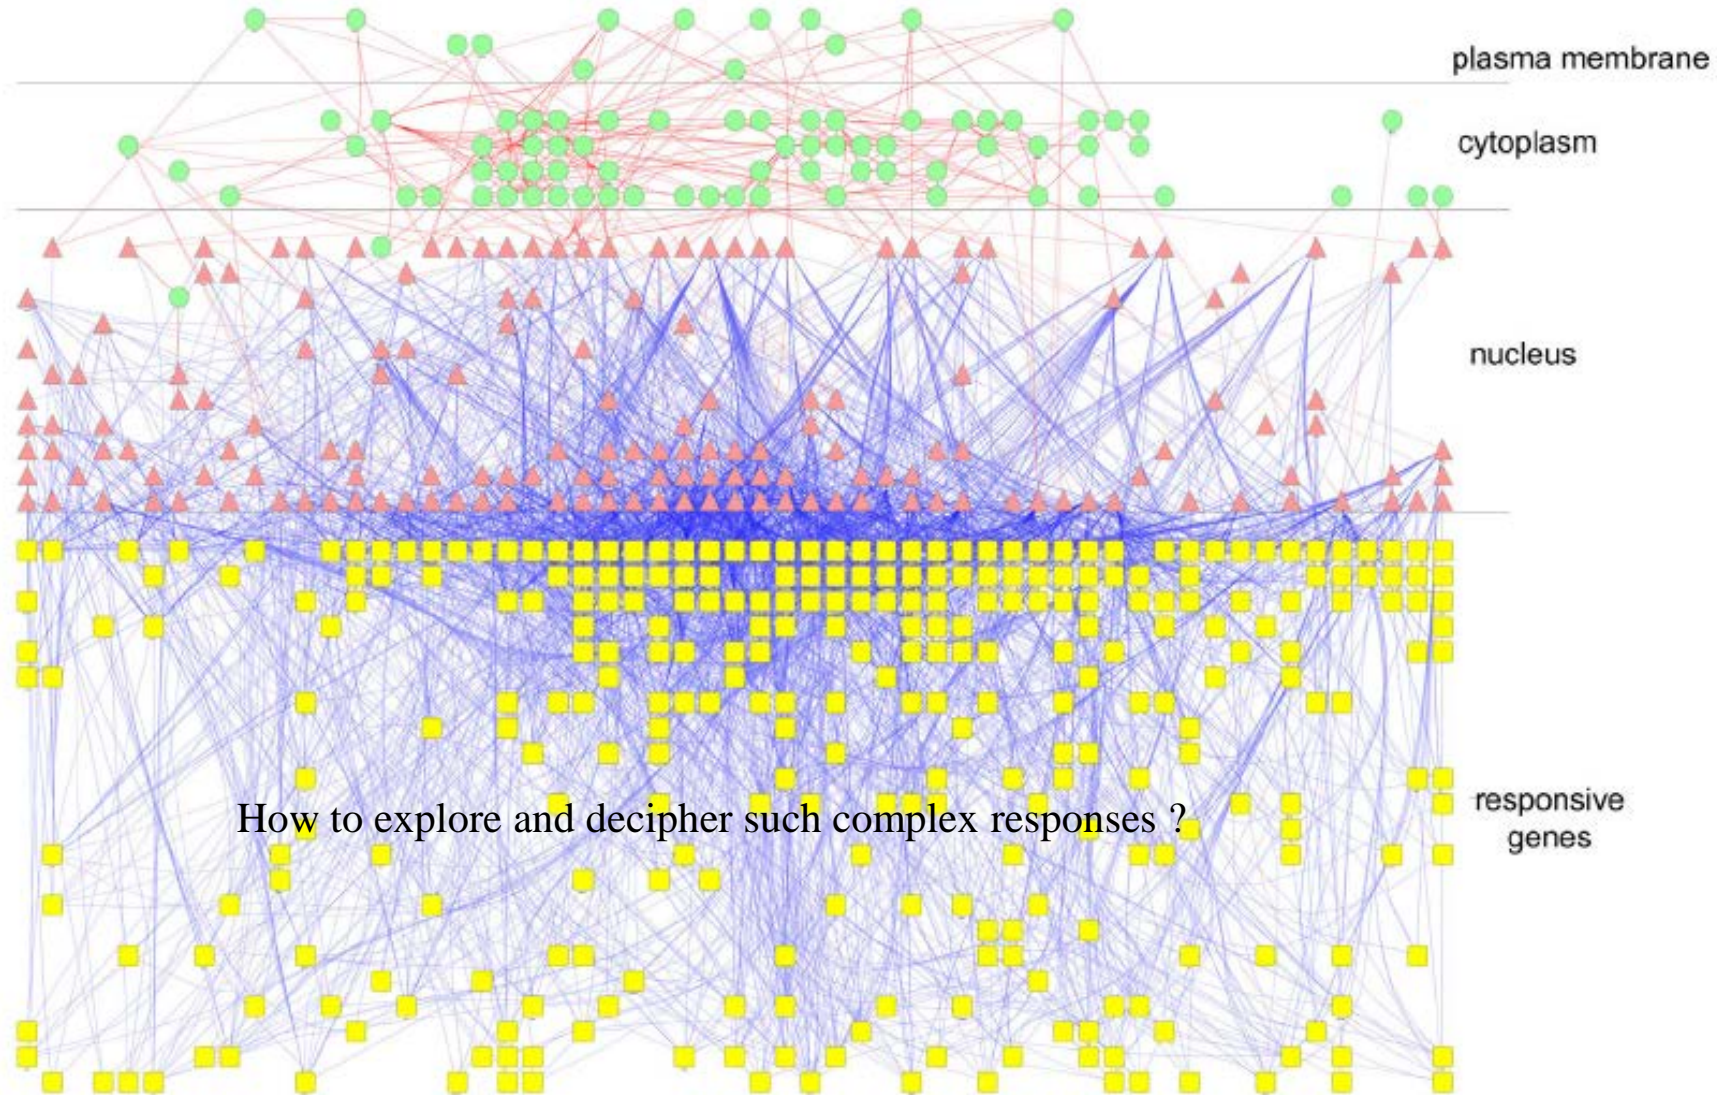 plasma membrane
cytoplasm
nucleus
How to explore and decipher such complex responses ?
responsive
genes